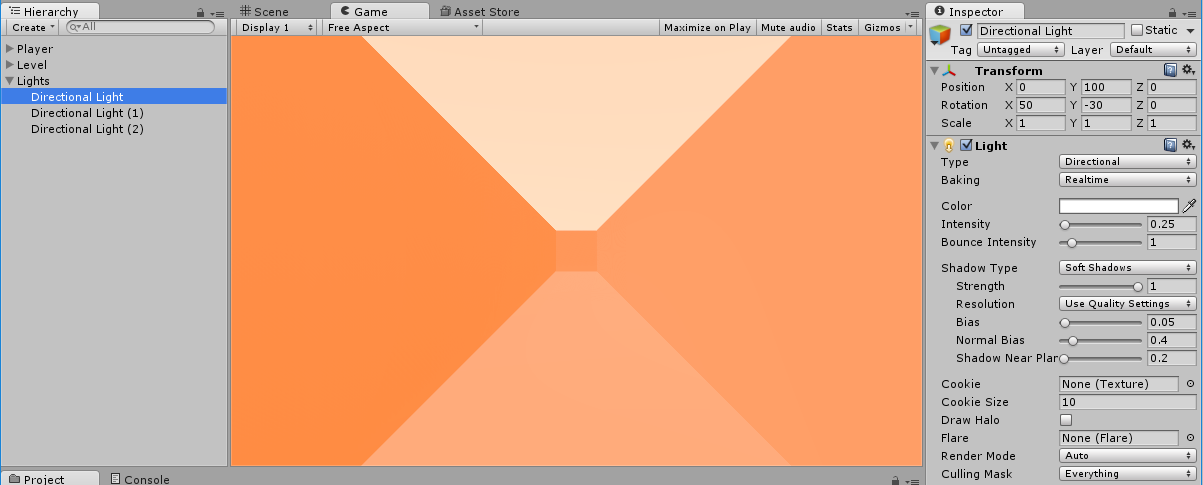 Hierarchy
Create
All
Player
Level
Lights
Directional Light
Directional Light (1)
Directional Light (2)
Scene
Game
Asset Store
Display 1
Free Aspect
Maximize on Play
Mute audio
Stats
Gizmos
Inspector
Directional Light
Static
Tag Untagged Layer Default
Transform
Position X 0 Y 100 Z 0
Rotation X 50 Y -30 Z 0
Scale X 1 Y 1 Z 1
Light
Type Directional
Baking Realtime
Color
Intensity 0.25
Bounce Intensity 1
Shadow Type Soft Shadows
Strength 1
Resolution Use Quality Settings
Bias 0.05
Normal Bias 0.4
Shadow Near Plan 0.2
Cookie None (Texture)
Cookie Size 10
Draw Halo
Flare None (Flare)
Render Mode Auto
Culling Mask Everything
Project
Console